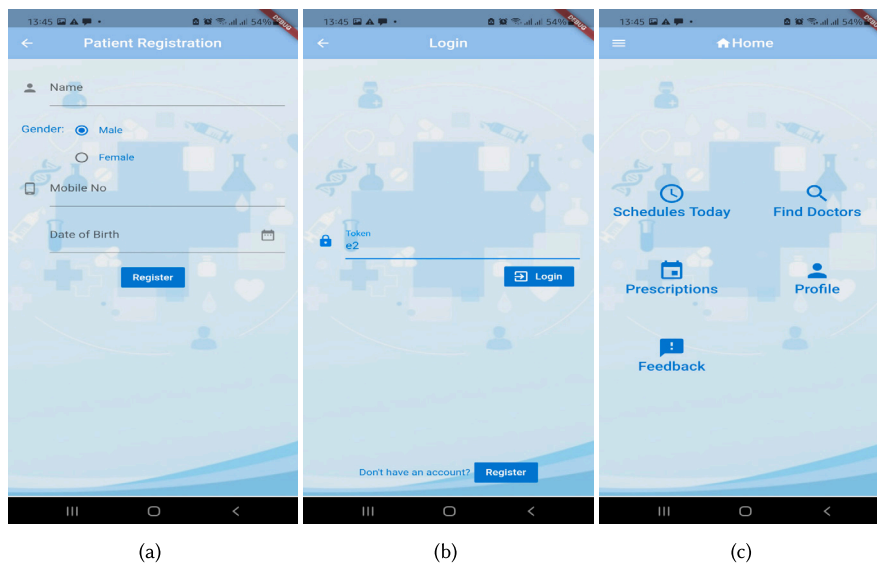 13:45 54% DEBUG
Patient Registration
Name
Gender: Male
Female
Mobile No
Date of Birth
Register
(a)
13:45 54% DEBUG
Login
Token
e2
Login
Don't have an account? Register
(b)
13:45 54% DEBUG
Home
Schedules Today Find Doctors
Prescriptions Profile
Feedback
(c)